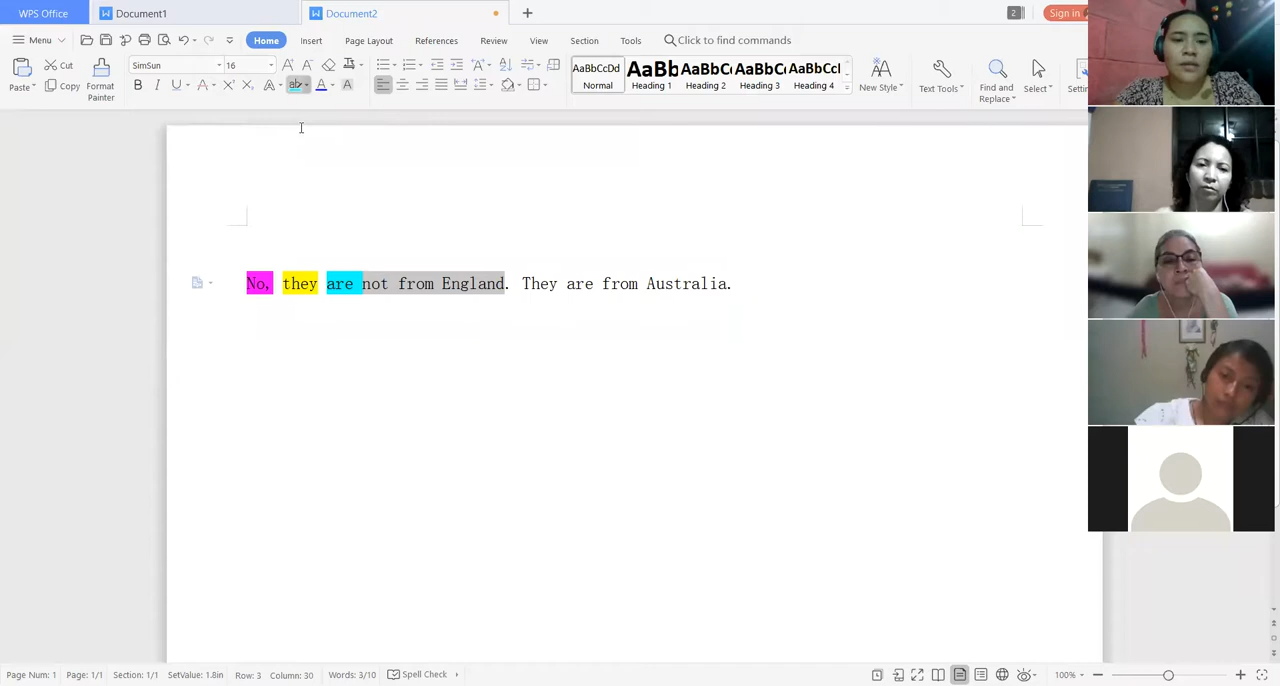 WPS Office Document1 Document2 2 Sign in
Menu Home Insert Page Layout References Review View Section Tools Click to find commands
Paste Cut Copy Format Painter SimSun 16 AaBbCcDd Normal AaBb Heading 1 AaBbC Heading 2 AaBbC Heading 3 AaBbCcI Heading 4 New Style Text Tools Find and Replace Select
No, they are not from England. They are from Australia.
Page Num: 1 Page: 1/1 Section: 1/1 SetValue: 1.8in Row: 3 Column: 30 Words: 3/10 Spell Check 100%